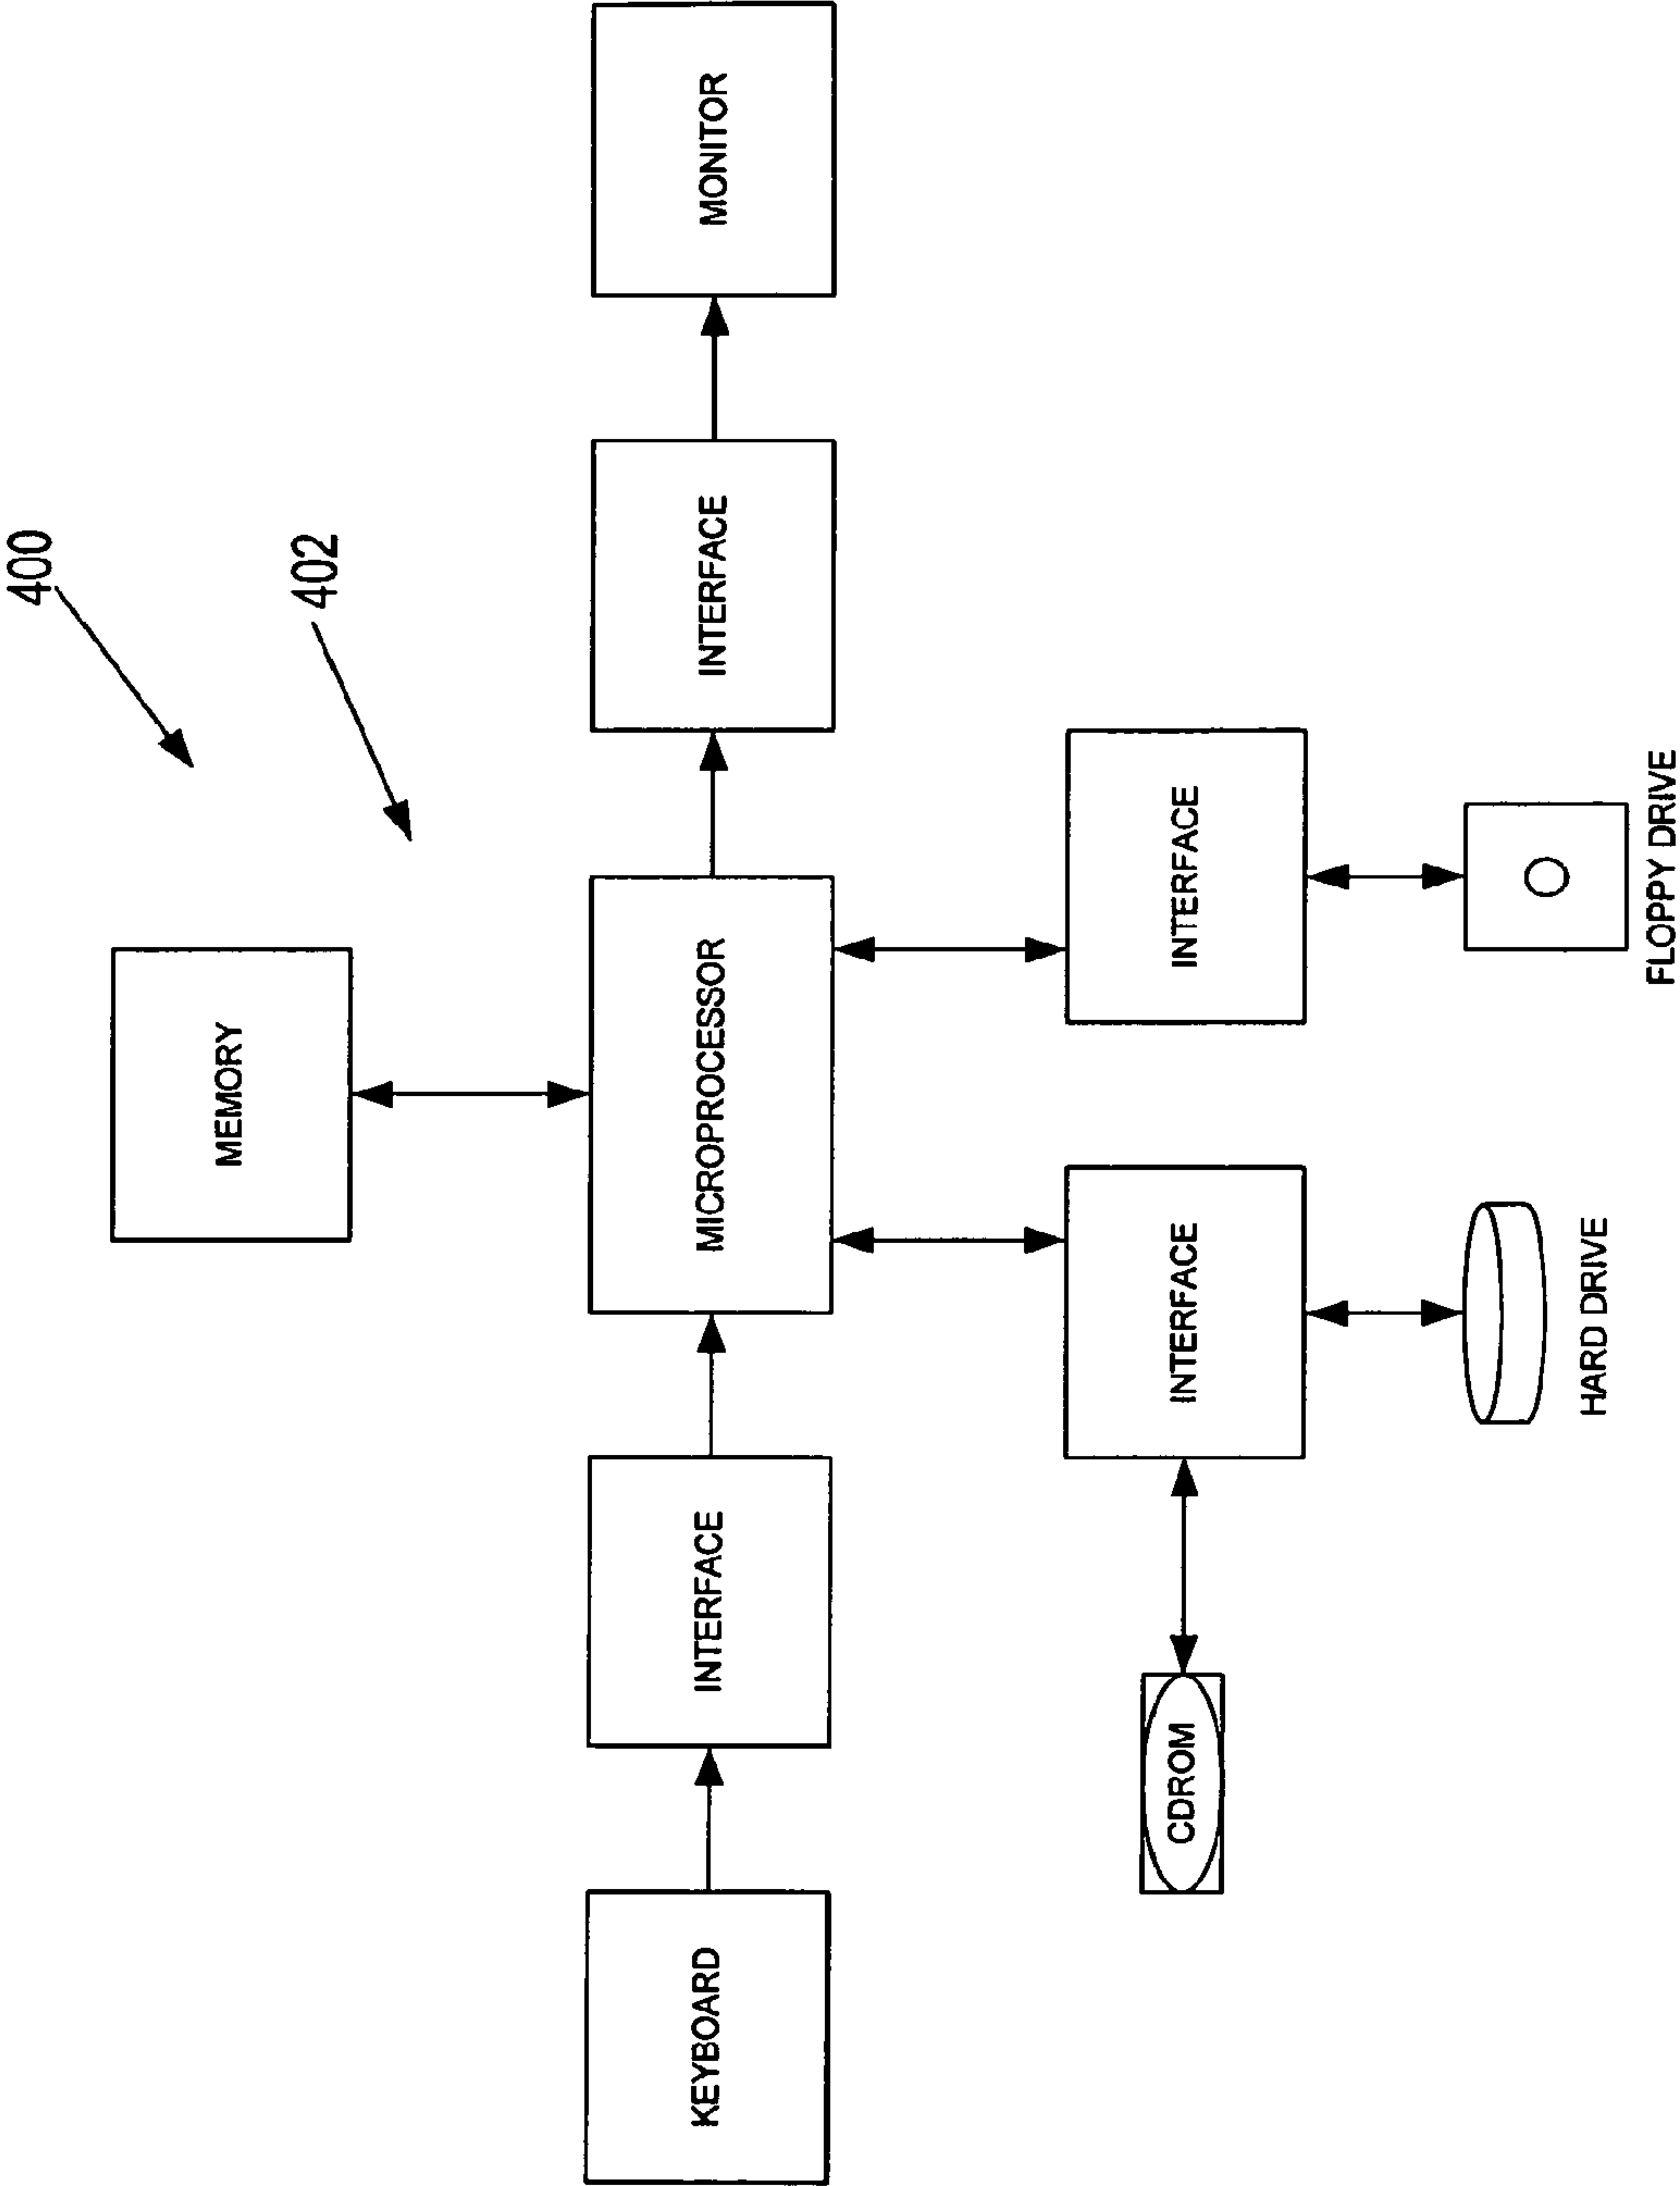 400
402
MEMORY
KEYBOARD
INTERFACE
MICROPROCESSOR
INTERFACE
MONITOR
CDROM
INTERFACE
INTERFACE
HARD DRIVE
FLOPPY DRIVE